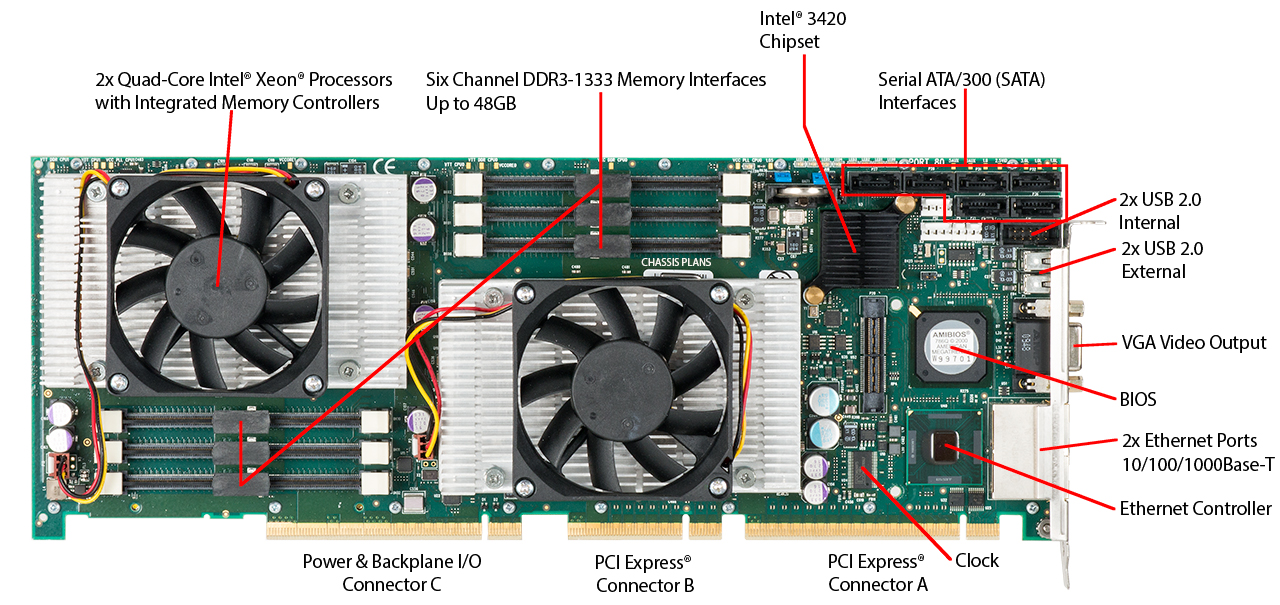 Intel® 3420
Chipset
2x Quad-Core Intel® Xeon® Processors
with Integrated Memory Controllers
Six Channel DDR3-1333 Memory Interfaces
Up to 48GB
Serial ATA/300 (SATA)
Interfaces
PORT 80
CE
2x USB 2.0
Internal
2x USB 2.0
External
CHASSIS PLANS
AMIBIOS®
VGA Video Output
BIOS
2x Ethernet Ports
10/100/1000Base-T
Ethernet Controller
Power & Backplane I/O
Connector C
PCI Express®
Connector B
PCI Express®
Connector A
Clock